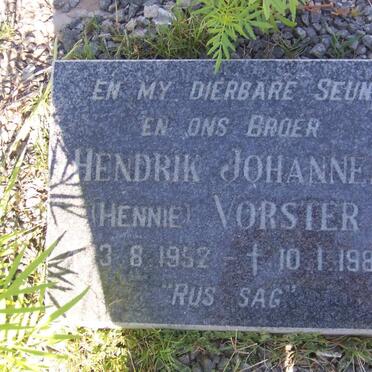 EN MY DIERBARE SEUN
EN ONS BROER
HENDRIK JOHANNE
(HENNIE) VORSTER
3.8.1952 - † 10.1.198
"RUS SAG"